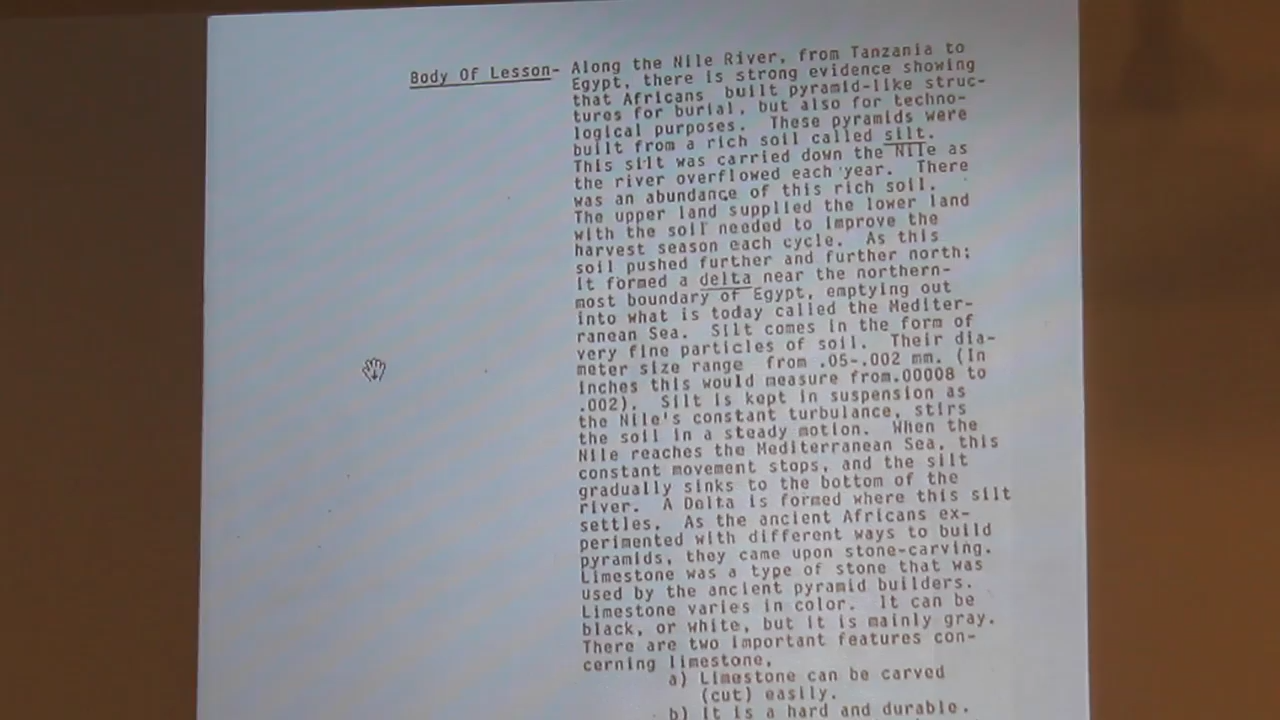 Body Of Lesson- Along the Nile River, from Tanzania to
Egypt, there is strong evidence showing
that Africans built pyramid-like struc-
tures for burial, but also for techno-
logical purposes. These pyramids were
built from a rich soil called silt.
This silt was carried down the Nile as
the river overflowed each year. There
was an abundance of this rich soil.
The upper land supplied the lower land
with the soil needed to improve the
harvest season each cycle. As this
soil pushed further and further north;
it formed a delta near the northern-
most boundary of Egypt, emptying out
into what is today called the Mediter-
ranean Sea. Silt comes in the form of
very fine particles of soil. Their dia-
meter size range from .05-.002 mm. (In
inches this would measure from.00008 to
.002). Silt is kept in suspension as
the Nile's constant turbulance, stirs
the soil in a steady motion. When the
Nile reaches the Mediterranean Sea, this
constant movement stops, and the silt
gradually sinks to the bottom of the
river. A Delta is formed where this silt
settles. As the ancient Africans ex-
perimented with different ways to build
pyramids, they came upon stone-carving.
Limestone was a type of stone that was
used by the ancient pyramid builders.
Limestone varies in color. It can be
black, or white, but it is mainly gray.
There are two important features con-
cerning limestone,
a) Limestone can be carved
(cut) easily.
b) It is a hard and durable.